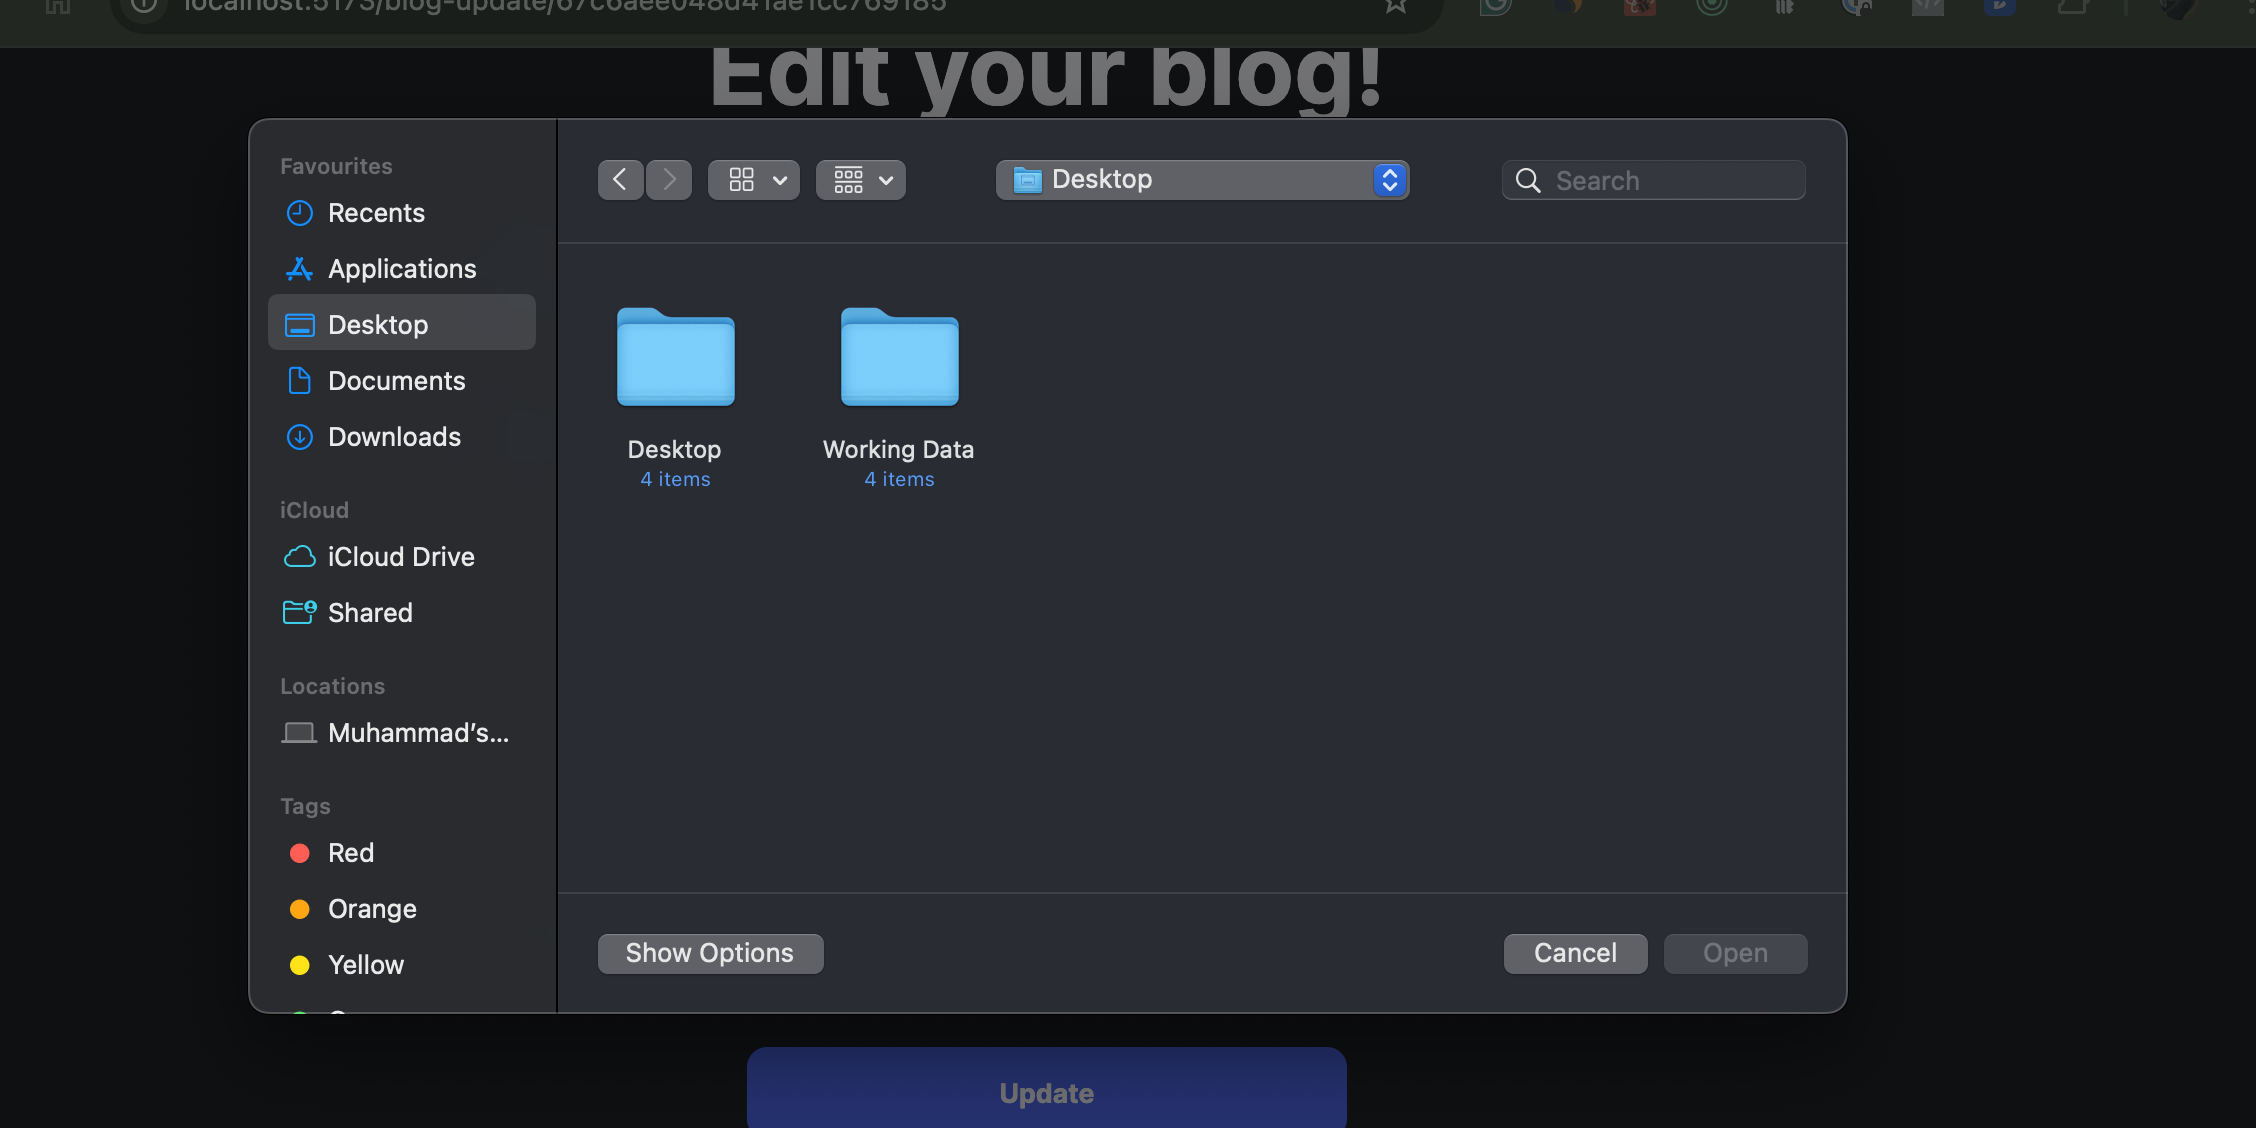 localhost:5173/blog-update/67c6aee048d41ae1cc769185
Edit your blog!
Favourites
Recents
Applications
Desktop
Documents
Downloads
iCloud
iCloud Drive
Shared
Locations
Muhammad’s...
Tags
Red
Orange
Yellow
Desktop
Search
Desktop
4 items
Working Data
4 items
Show Options
Cancel
Open
Update